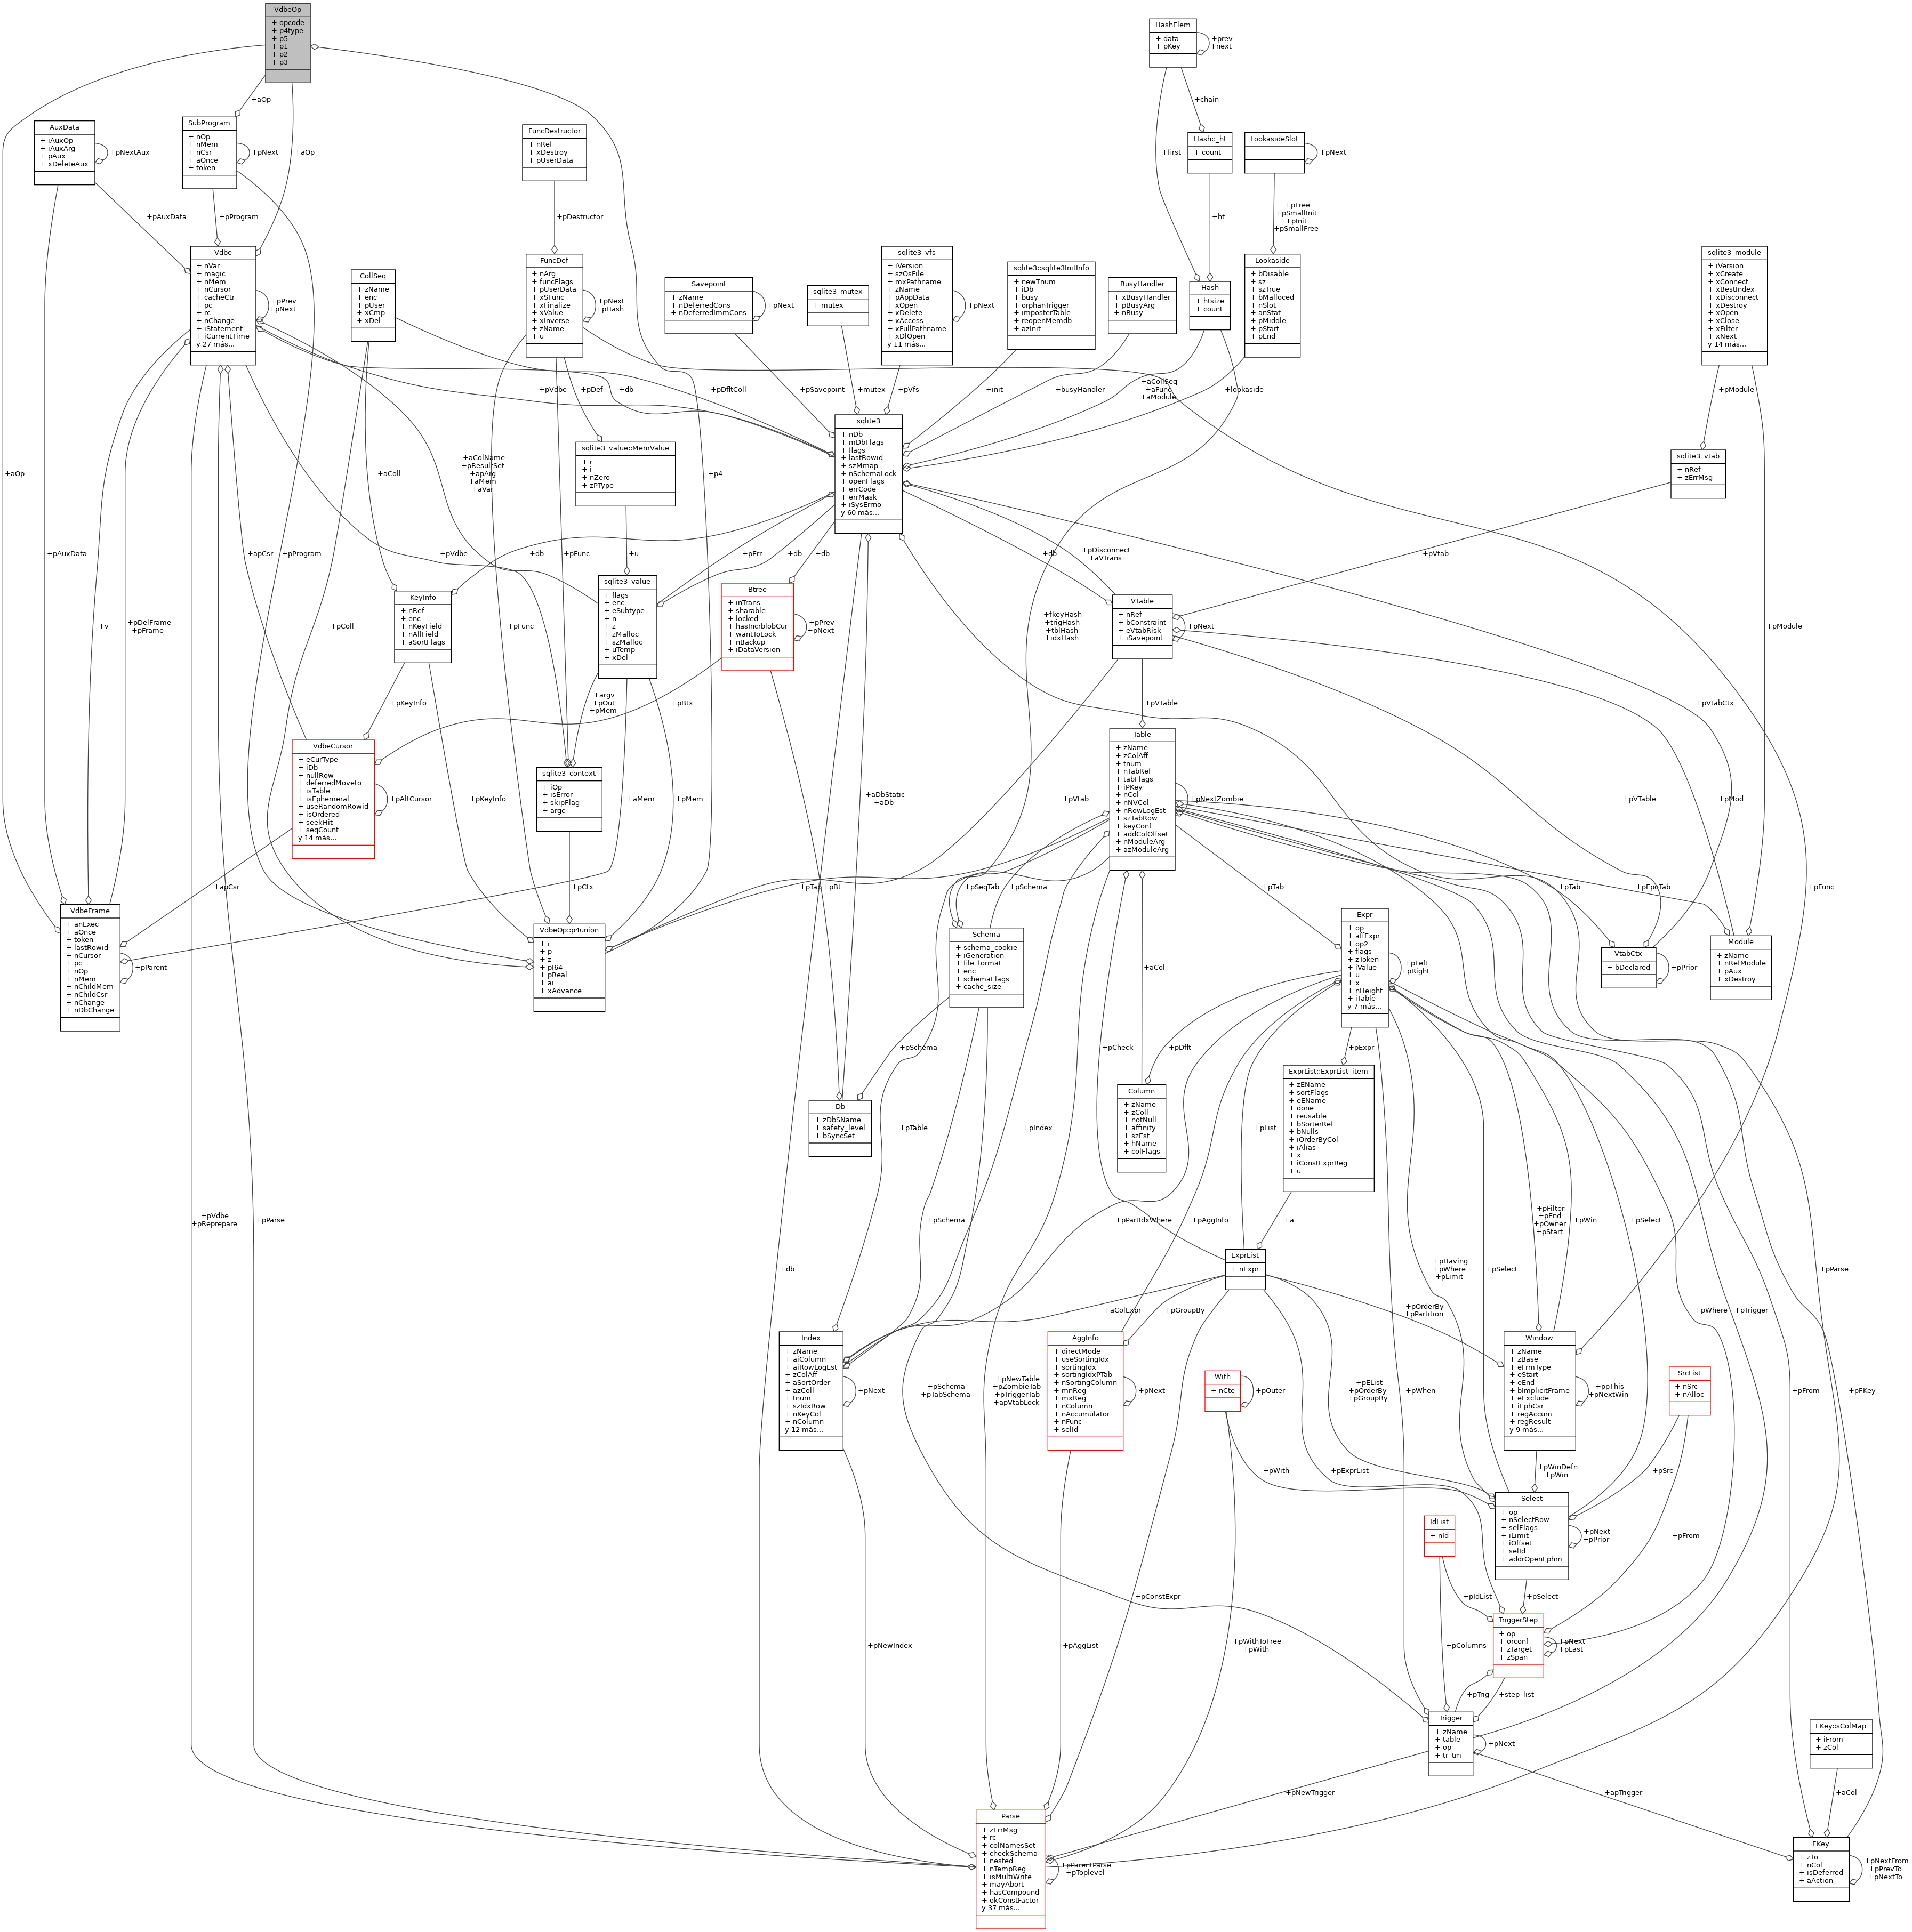 VdbeOp
+ opcode
+ p4type
+ p5
+ p1
+ p2
+ p3
HashElem
+ data
+ pKey
+prev
+next
+aOp
+chain
AuxData
+ iAuxOp
+ iAuxArg
+ pAux
+ xDeleteAux
+pNextAux
SubProgram
+ nOp
+ nMem
+ nCsr
+ aOnce
+ token
+pNext
+aOp
FuncDestructor
+ nRef
+ xDestroy
+ pUserData
+first
Hash::_ht
+ count
LookasideSlot
+pNext
+pAuxData
+pProgram
+pDestructor
+ht
+pFree
+pSmallInit
+pInit
+pSmallFree
Vdbe
+ nVar
+ magic
+ nMem
+ nCursor
+ cacheCtr
+ pc
+ rc
+ nChange
+ iStatement
+ iCurrentTime
y 27 más...
+pPrev
+pNext
CollSeq
+ zName
+ enc
+ pUser
+ xCmp
+ xDel
FuncDef
+ nArg
+ funcFlags
+ pUserData
+ xSFunc
+ xFinalize
+ xValue
+ xInverse
+ zName
+ u
+pNext
+pHash
Savepoint
+ zName
+ nDeferredCons
+ nDeferredImmCons
+pNext
sqlite3_mutex
+ mutex
sqlite3_vfs
+ iVersion
+ szOsFile
+ mxPathname
+ zName
+ pAppData
+ xOpen
+ xDelete
+ xAccess
+ xFullPathname
+ xDlOpen
y 11 más...
+pNext
sqlite3::sqlite3InitInfo
+ newTnum
+ iDb
+ busy
+ orphanTrigger
+ imposterTable
+ reopenMemdb
+ azInit
BusyHandler
+ xBusyHandler
+ pBusyArg
+ nBusy
Hash
+ htsize
+ count
Lookaside
+ bDisable
+ sz
+ szTrue
+ bMalloced
+ nSlot
+ anStat
+ pMiddle
+ pStart
+ pEnd
sqlite3_module
+ iVersion
+ xCreate
+ xConnect
+ xBestIndex
+ xDisconnect
+ xDestroy
+ xOpen
+ xClose
+ xFilter
+ xNext
y 14 más...
+pVdbe
+pDef
+db
+pDfltColl
+pSavepoint
+mutex
+pVfs
+init
+busyHandler
+aCollSeq
+aFunc
+aModule
+lookaside
+pModule
+aOp
+aColl
+aColName
+pResultSet
+apArg
+aMem
+aVar
sqlite3_value::MemValue
+ r
+ i
+ nZero
+ zPType
+p4
sqlite3
+ nDb
+ mDbFlags
+ flags
+ lastRowid
+ szMmap
+ nSchemaLock
+ openFlags
+ errCode
+ errMask
+ iSysErrno
y 60 más...
sqlite3_vtab
+ nRef
+ zErrMsg
+pAuxData
+apCsr
+pProgram
+pVdbe
+db
+pFunc
+u
+pErr
+db
+db
+db
+pDisconnect
+aVTrans
+pVtab
+v
+pDelFrame
+pFrame
+pColl
KeyInfo
+ nRef
+ enc
+ nKeyField
+ nAllField
+ aSortFlags
+pFunc
sqlite3_value
+ flags
+ enc
+ eSubtype
+ n
+ z
+ zMalloc
+ szMalloc
+ uTemp
+ xDel
Btree
+ inTrans
+ sharable
+ locked
+ hasIncrblobCur
+ wantToLock
+ nBackup
+ iDataVersion
+pPrev
+pNext
+fkeyHash
+trigHash
+tblHash
+idxHash
VTable
+ nRef
+ bConstraint
+ eVtabRisk
+ iSavepoint
+pNext
+pModule
+pKeyInfo
+argv
+pOut
+pMem
+pBtx
+pVTable
+pVtabCtx
VdbeCursor
+ eCurType
+ iDb
+ nullRow
+ deferredMoveto
+ isTable
+ isEphemeral
+ useRandomRowid
+ isOrdered
+ seekHit
+ seqCount
y 14 más...
+pAltCursor
+pKeyInfo
sqlite3_context
+ iOp
+ isError
+ skipFlag
+ argc
+aMem
+pMem
+aDbStatic
+aDb
+pVtab
Table
+ zName
+ zColAff
+ tnum
+ nTabRef
+ tabFlags
+ iPKey
+ nCol
+ nNVCol
+ nRowLogEst
+ szTabRow
+ keyConf
+ addColOffset
+ nModuleArg
+ azModuleArg
+pNextZombie
+pVTable
+pMod
+apCsr
+pCtx
+pTab
+pBt
+pSeqTab
+pSchema
+pTab
+pTab
+pEpoTab
+pFunc
VdbeFrame
+ anExec
+ aOnce
+ token
+ lastRowid
+ nCursor
+ pc
+ nOp
+ nMem
+ nChildMem
+ nChildCsr
+ nChange
+ nDbChange
+pParent
VdbeOp::p4union
+ i
+ p
+ z
+ pI64
+ pReal
+ ai
+ xAdvance
Schema
+ schema_cookie
+ iGeneration
+ file_format
+ enc
+ schemaFlags
+ cache_size
+aCol
Expr
+ op
+ affExpr
+ op2
+ flags
+ zToken
+ iValue
+ u
+ x
+ nHeight
+ iTable
y 7 más...
+pLeft
+pRight
VtabCtx
+ bDeclared
+pPrior
Module
+ zName
+ nRefModule
+ pAux
+ xDestroy
+pSchema
+pCheck
+pDflt
+pExpr
Db
+ zDbSName
+ safety_level
+ bSyncSet
+pTable
+pIndex
Column
+ zName
+ zColl
+ notNull
+ affinity
+ szEst
+ hName
+ colFlags
+pList
ExprList::ExprList_item
+ zEName
+ sortFlags
+ eEName
+ done
+ reusable
+ bSorterRef
+ bNulls
+ iOrderByCol
+ iAlias
+ x
+ iConstExprReg
+ u
+pVdbe
+pReprepare
+pParse
+pSchema
+pPartIdxWhere
+pAggInfo
+a
+pFilter
+pEnd
+pOwner
+pStart
+pWin
+pSelect
+db
ExprList
+ nExpr
+pHaving
+pWhere
+pLimit
+pSelect
+pParse
+aColExpr
+pGroupBy
+pOrderBy
+pPartition
+pWhere
+pTrigger
Index
+ zName
+ aiColumn
+ aiRowLogEst
+ zColAff
+ aSortOrder
+ azColl
+ tnum
+ szIdxRow
+ nKeyCol
+ nColumn
y 12 más...
+pNext
+pSchema
+pTabSchema
+pNewTable
+pZombieTab
+pTriggerTab
+apVtabLock
AggInfo
+ directMode
+ useSortingIdx
+ sortingIdx
+ sortingIdxPTab
+ nSortingColumn
+ mnReg
+ mxReg
+ nColumn
+ nAccumulator
+ nFunc
+ selId
+pNext
With
+ nCte
+pOuter
+pEList
+pOrderBy
+pGroupBy
+pWhen
Window
+ zName
+ zBase
+ eFrmType
+ eStart
+ eEnd
+ bImplicitFrame
+ eExclude
+ iEphCsr
+ regAccum
+ regResult
y 9 más...
+ppThis
+pNextWin
SrcList
+ nSrc
+ nAlloc
+pFrom
+pFKey
+pWith
+pExprList
+pWinDefn
+pWin
+pSrc
Select
+ op
+ nSelectRow
+ selFlags
+ iLimit
+ iOffset
+ selId
+ addrOpenEphm
+pNext
+pPrior
IdList
+ nId
+pFrom
+pConstExpr
+pIdList
+pSelect
+pNewIndex
+pAggList
+pWithToFree
+pWith
+pColumns
TriggerStep
+ op
+ orconf
+ zTarget
+ zSpan
+pNext
+pLast
+pTrig
+step_list
Trigger
+ zName
+ table
+ op
+ tr_tm
+pNext
FKey::sColMap
+ iFrom
+ zCol
+pNewTrigger
+apTrigger
+aCol
Parse
+ zErrMsg
+ rc
+ colNamesSet
+ checkSchema
+ nested
+ nTempReg
+ isMultiWrite
+ mayAbort
+ hasCompound
+ okConstFactor
y 37 más...
+pParentParse
+pToplevel
FKey
+ zTo
+ nCol
+ isDeferred
+ aAction
+pNextFrom
+pPrevTo
+pNextTo